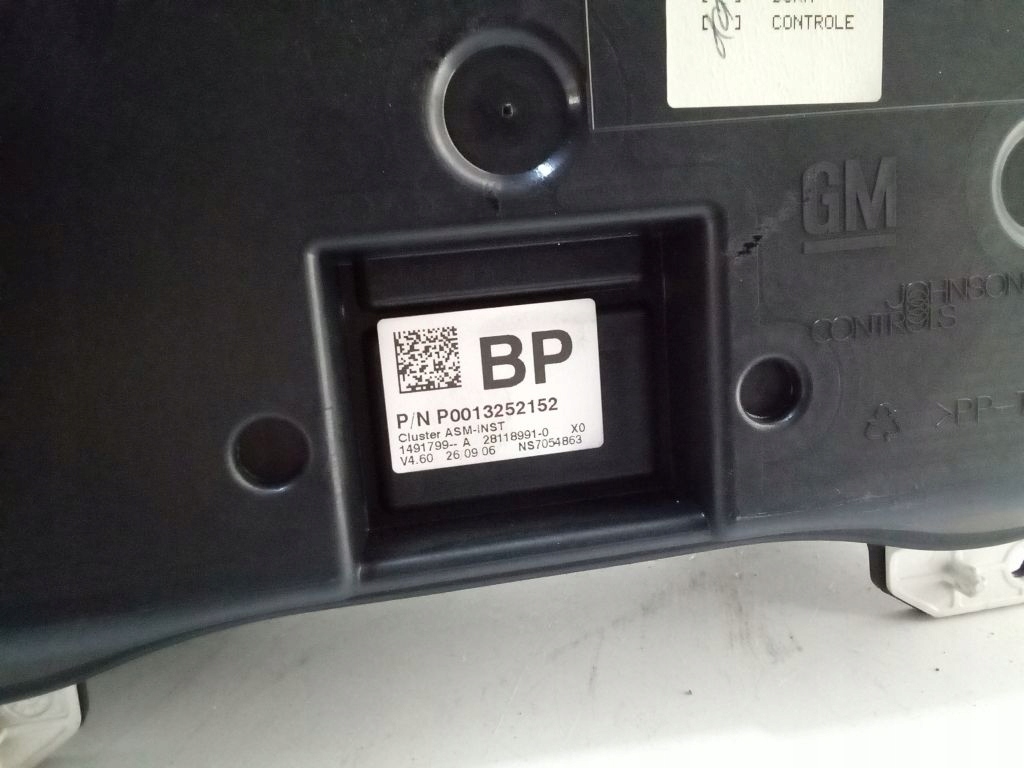 [ ] CONTROLE
GM
JOHNSON
CONTROLS
BP
P/N P0013252152
Cluster ASM-INST
1491799-- A 28118991-0 X0
V4.60 26 09 06 NS7054863
>PP-